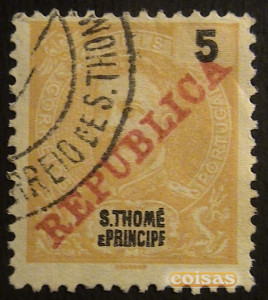 5
CORREIO DE S. THOMÉ
REPUBLICA
S. THOMÉ
E PRINCIPE
coisas